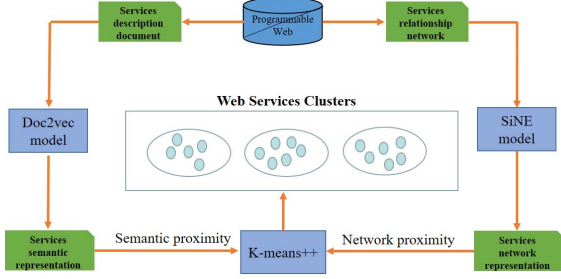 Services
description
document
Programmable
Web
Services
relationship
network
Web Services Clusters
Doc2vec
model
SiNE
model
Services
semantic
representation
Semantic proximity
K-means++
Network proximity
Services
network
representation